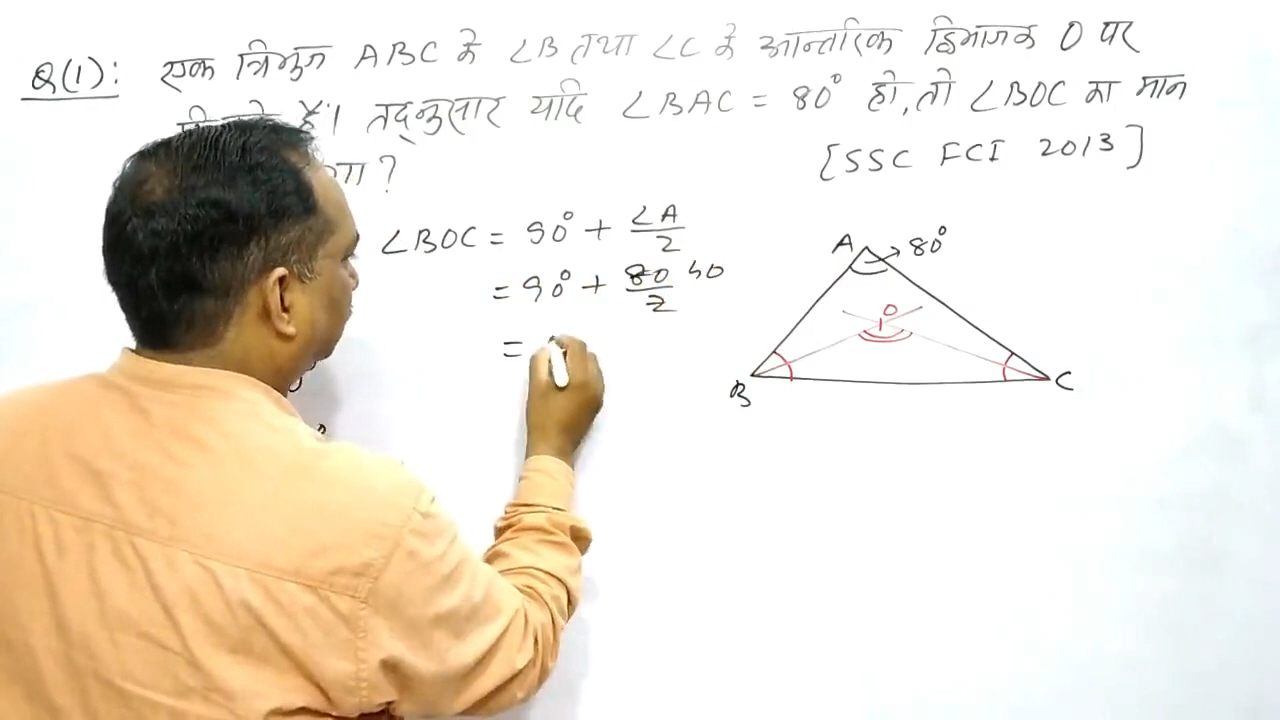 Q(1): एक त्रिभुज ABC के ∠B तथा ∠C के आन्तरिक द्विभाजक O पर
हैं। तद्नुसार यदि ∠BAC = 80° हो, तो ∠BOC का मान
?
[SSC FCI 2013]
∠BOC = 90° + ∠A/2
= 90° + 80/2 40
=
A 80°
O
B C